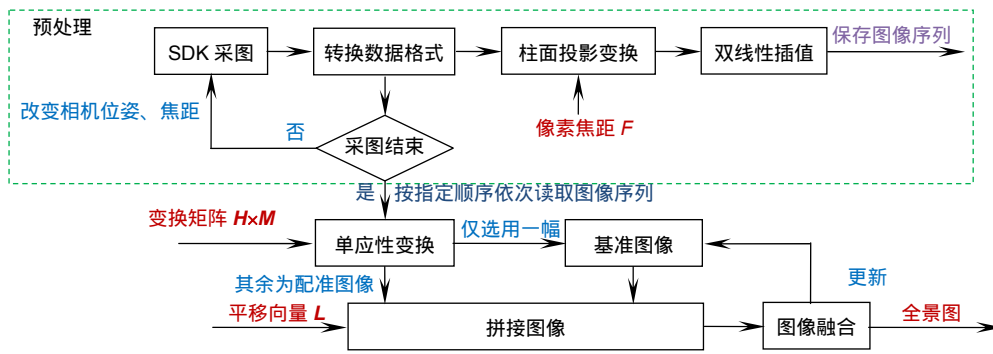 预处理
SDK 采图
转换数据格式
柱面投影变换
双线性插值
保存图像序列
改变相机位姿、焦距
否
采图结束
像素焦距 F
是
按指定顺序依次读取图像序列
变换矩阵 H×M
单应性变换
仅选用一幅
基准图像
更新
其余为配准图像
平移向量 L
拼接图像
图像融合
全景图